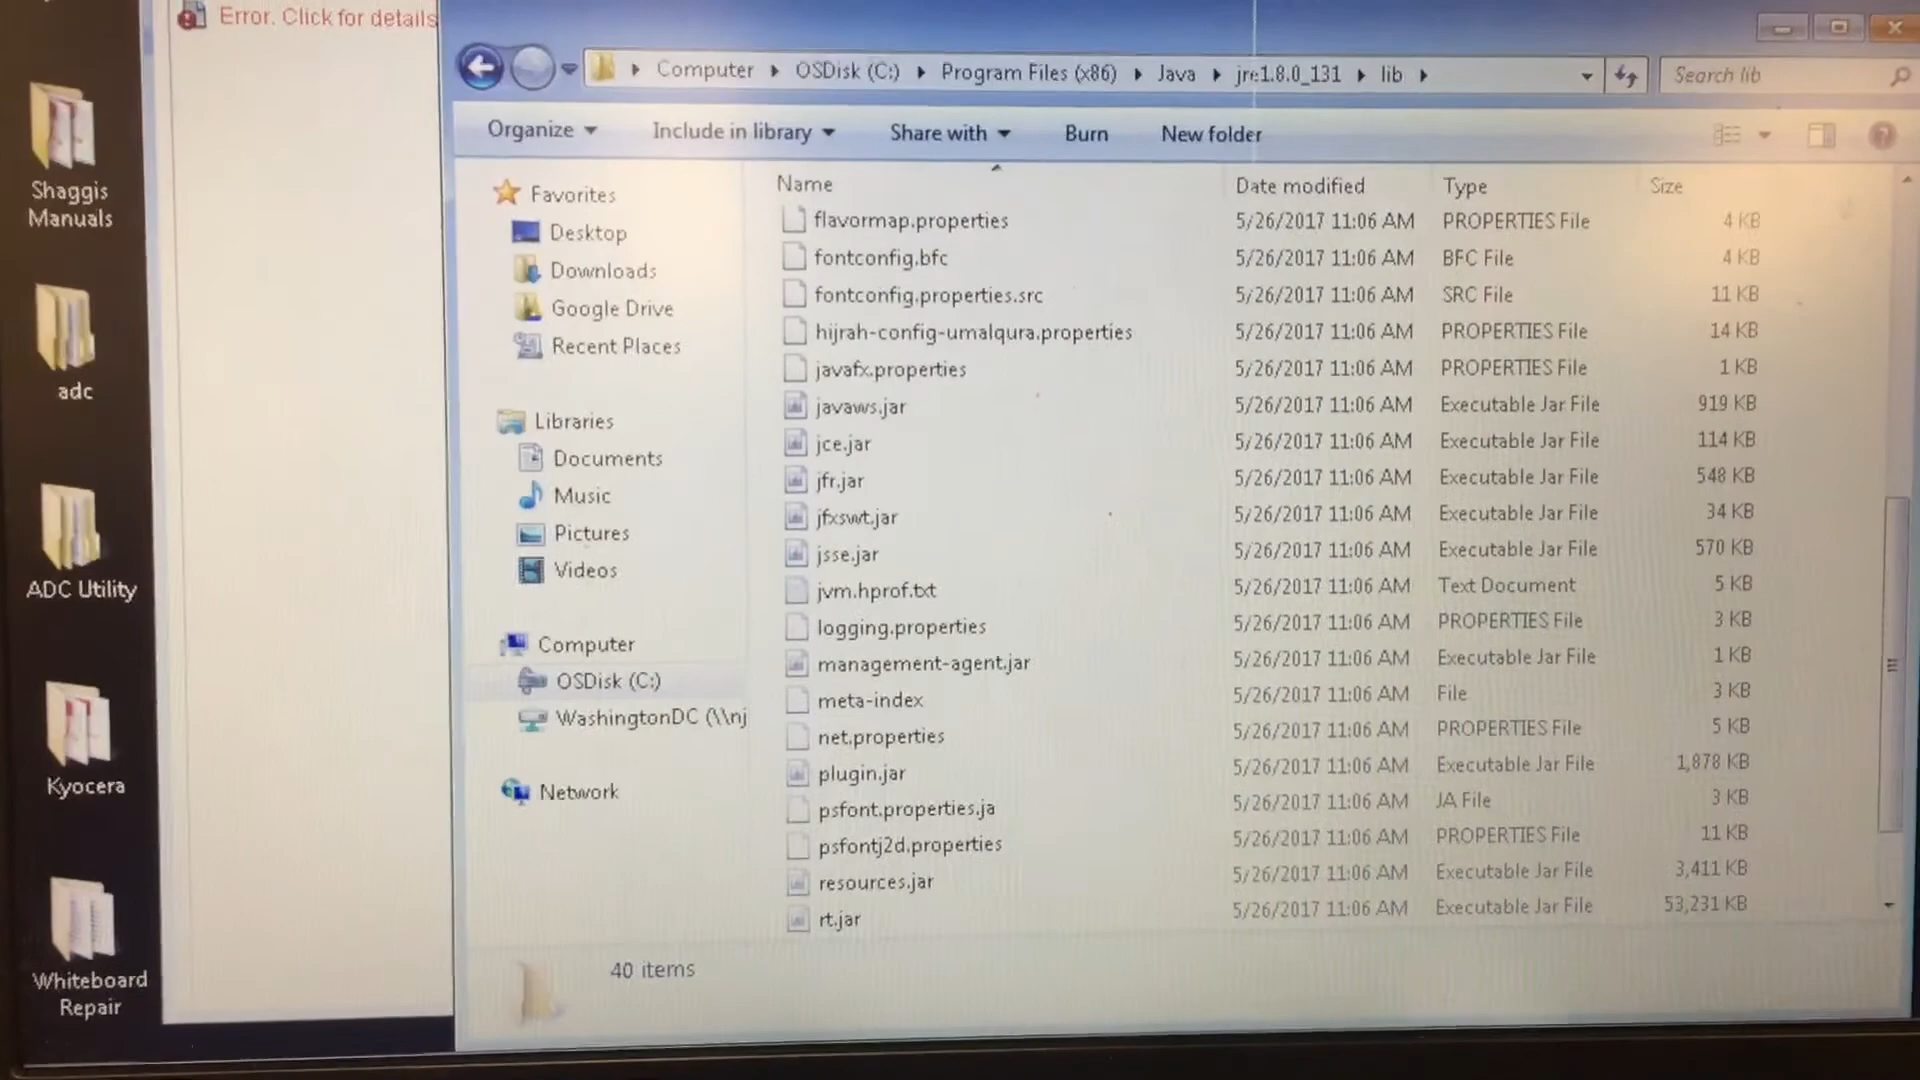 Error. Click for details
Computer OSDisk (C:) Program Files (x86) Java jre1.8.0_131 lib
Search lib
Organize Include in library Share with Burn New folder
Name Date modified Type Size
flavormap.properties 5/26/2017 11:06 AM PROPERTIES File 4 KB
fontconfig.bfc 5/26/2017 11:06 AM BFC File 4 KB
fontconfig.properties.src 5/26/2017 11:06 AM SRC File 11 KB
hijrah-config-umalqura.properties 5/26/2017 11:06 AM PROPERTIES File 14 KB
javafx.properties 5/26/2017 11:06 AM PROPERTIES File 1 KB
javaws.jar 5/26/2017 11:06 AM Executable Jar File 919 KB
jce.jar 5/26/2017 11:06 AM Executable Jar File 114 KB
jfr.jar 5/26/2017 11:06 AM Executable Jar File 548 KB
jfxswt.jar 5/26/2017 11:06 AM Executable Jar File 34 KB
jsse.jar 5/26/2017 11:06 AM Executable Jar File 570 KB
jvm.hprof.txt 5/26/2017 11:06 AM Text Document 5 KB
logging.properties 5/26/2017 11:06 AM PROPERTIES File 3 KB
management-agent.jar 5/26/2017 11:06 AM Executable Jar File 1 KB
meta-index 5/26/2017 11:06 AM File 3 KB
net.properties 5/26/2017 11:06 AM PROPERTIES File 5 KB
plugin.jar 5/26/2017 11:06 AM Executable Jar File 1,878 KB
psfont.properties.ja 5/26/2017 11:06 AM JA File 3 KB
psfontj2d.properties 5/26/2017 11:06 AM PROPERTIES File 11 KB
resources.jar 5/26/2017 11:06 AM Executable Jar File 3,411 KB
rt.jar 5/26/2017 11:06 AM Executable Jar File 53,231 KB
40 items
Favorites
Desktop
Downloads
Google Drive
Recent Places
Libraries
Documents
Music
Pictures
Videos
Computer
OSDisk (C:)
WashingtonDC (\\nj
Network
Shaggis
Manuals
adc
ADC Utility
Kyocera
Whiteboard
Repair